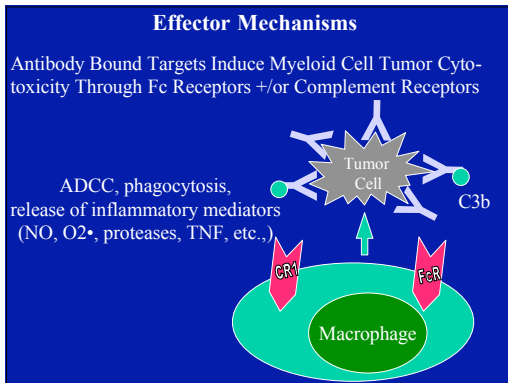 Effector Mechanisms
Antibody Bound Targets Induce Myeloid Cell Tumor Cyto-
toxicity Through Fc Receptors +/or Complement Receptors
Tumor
Cell
C3b
ADCC, phagocytosis,
release of inflammatory mediators
(NO, O2•, proteases, TNF, etc.,)
CR1
FcR
Macrophage